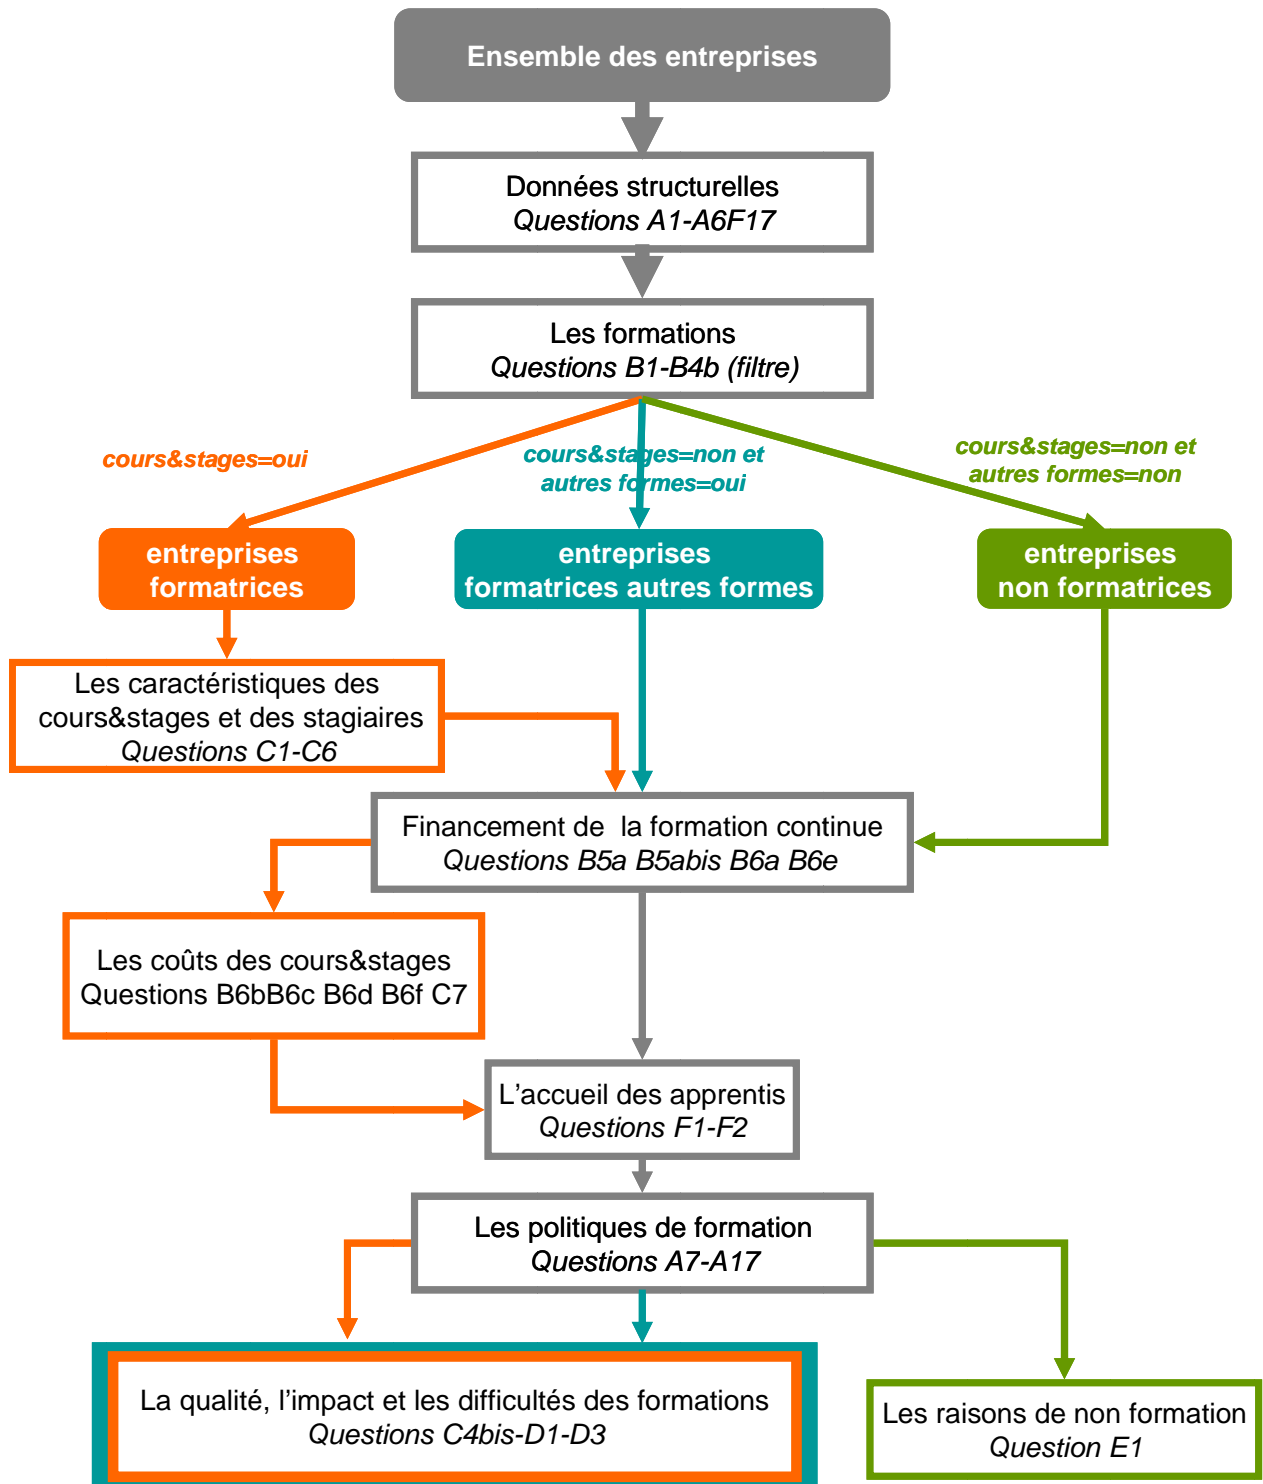 Ensemble des entreprises
Données structurelles
Questions A1-A6F17
Les formations
Questions B1-B4b (filtre)
cours&stages=oui
cours&stages=non et
autres formes=oui
cours&stages=non et
autres formes=non
entreprises
formatrices
entreprises
formatrices autres formes
entreprises
non formatrices
Les caractéristiques des
cours&stages et des stagiaires
Questions C1-C6
Financement de la formation continue
Questions B5a B5abis B6a B6e
Les coûts des cours&stages
Questions B6bB6c B6d B6f C7
L’accueil des apprentis
Questions F1-F2
Les politiques de formation
Questions A7-A17
La qualité, l’impact et les difficultés des formations
Questions C4bis-D1-D3
Les raisons de non formation
Question E1